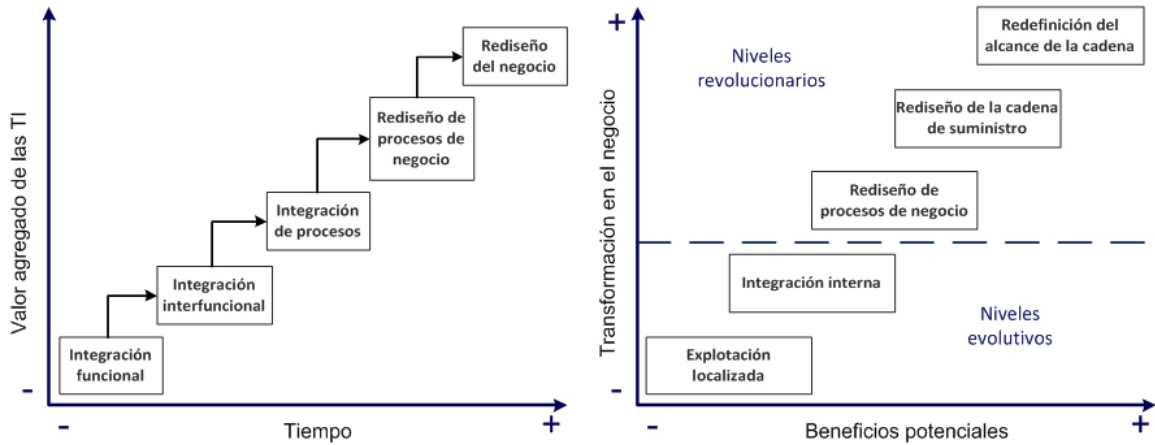 Valor agregado de las TI
Rediseño
del negocio
Rediseño de
procesos de
negocio
Integración
de procesos
Integración
interfuncional
Integración
funcional
-
-
Tiempo
+
+
Transformación en el negocio
Niveles
revolucionarios
Redefinición del
alcance de la cadena
Rediseño de la cadena
de suministro
Rediseño de
procesos de negocio
Integración interna
Niveles
evolutivos
Explotación
localizada
-
-
Beneficios potenciales
+